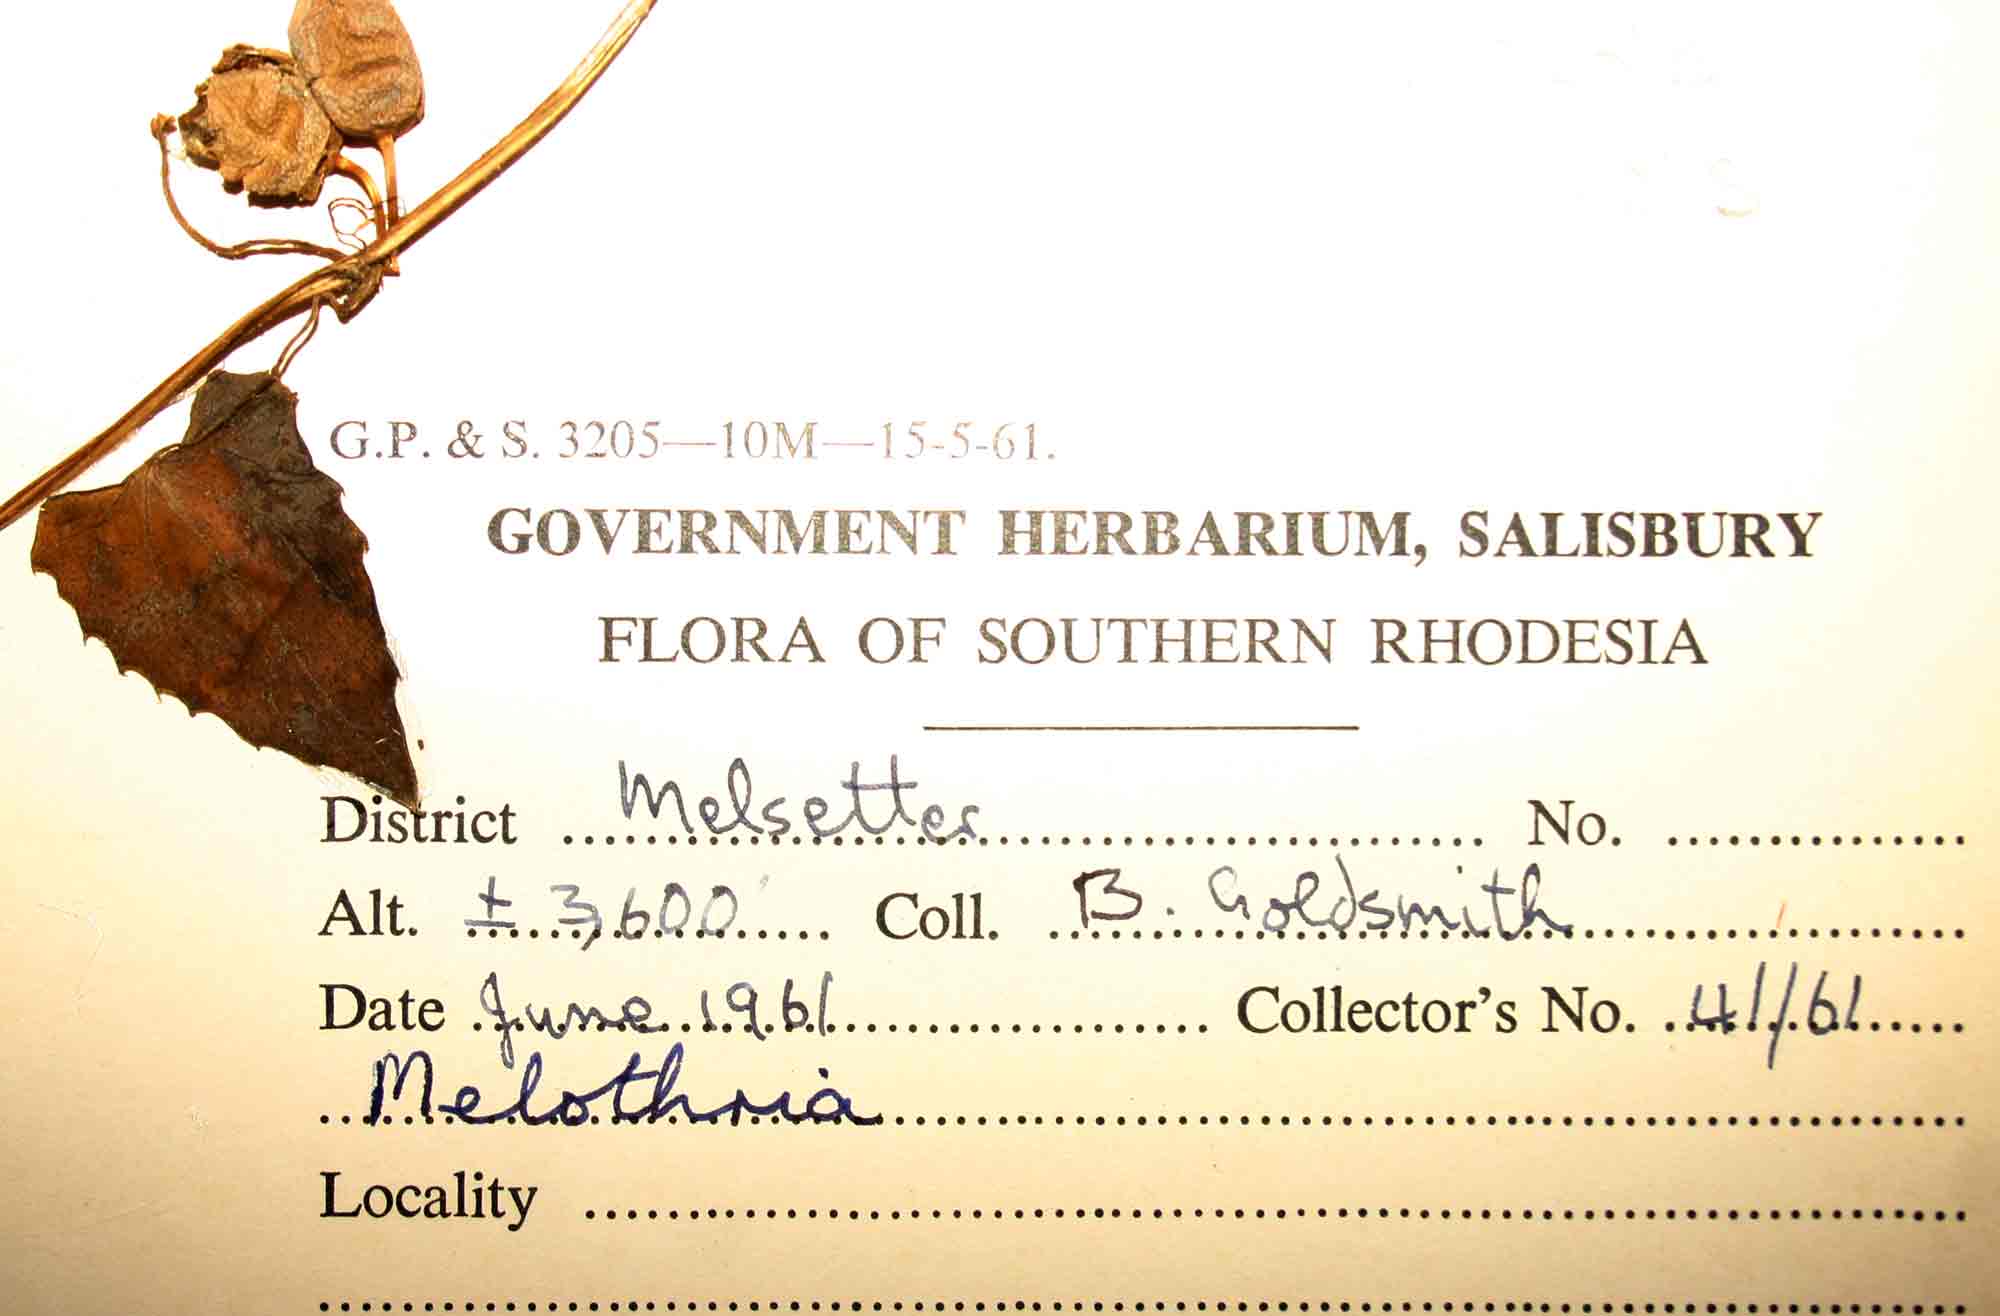 G.P. & S. 3205—10M—15-5-61.
GOVERNMENT HERBARIUM, SALISBURY
FLORA OF SOUTHERN RHODESIA
District Melsetter No.
Alt. ± 3,600' Coll. B. Goldsmith
Date June 1961 Collector's No. 41/61
Melothria
Locality